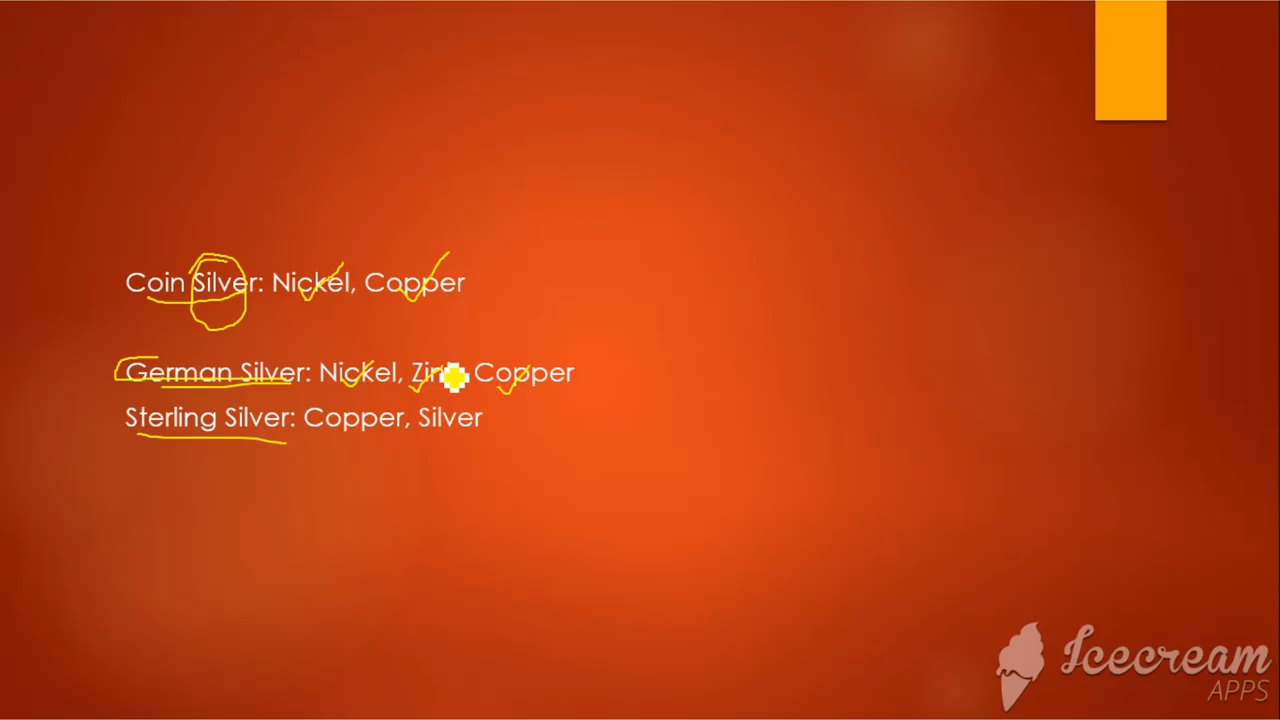 Coin Silver: Nickel, Copper
German Silver: Nickel, Copper
Sterling Silver: Copper, Silver
Icecream
APPS